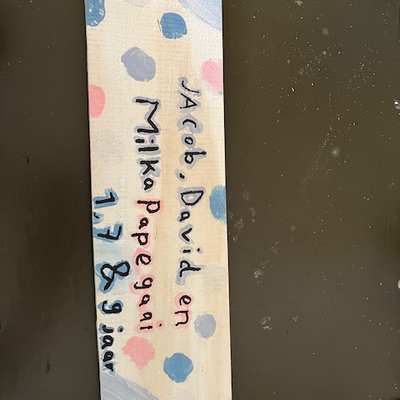 JAcob, David en
Milka Papegaai
1, 7 & 9 jaar